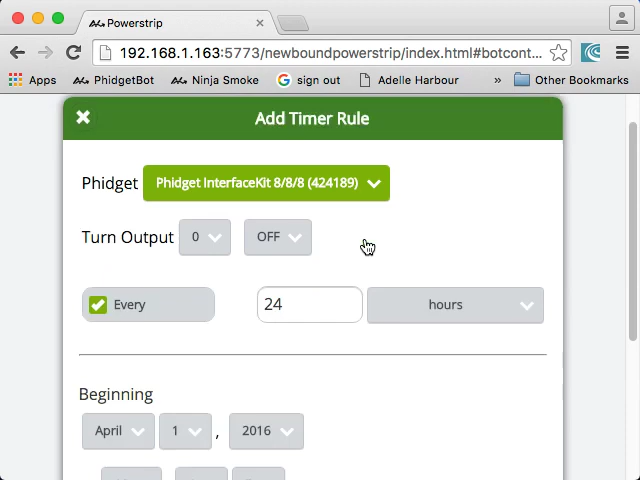 Powerstrip
192.168.1.163:5773/newboundpowerstrip/index.html#botcont...
Apps PhidgetBot Ninja Smoke sign out Adelle Harbour » Other Bookmarks
Add Timer Rule
Phidget Phidget InterfaceKit 8/8/8 (424189)
Turn Output 0 OFF
Every 24 hours
Beginning
April 1 , 2016